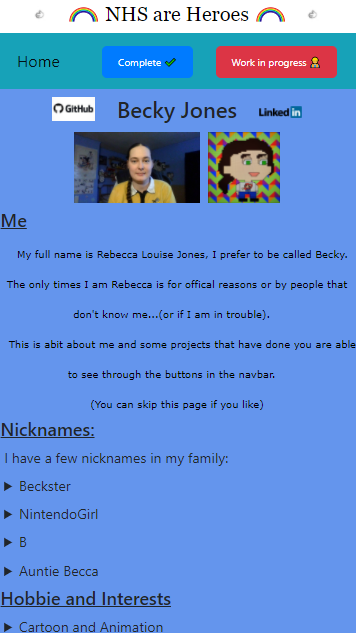 🌈 NHS are Heroes 🌈
Home
Complete ✔
Work in progress 👷
GitHub
Becky Jones
Linked in
Me
My full name is Rebecca Louise Jones, I prefer to be called Becky.
The only times I am Rebecca is for offical reasons or by people that
don't know me...(or if I am in trouble).
This is abit about me and some projects that have done you are able
to see through the buttons in the navbar.
(You can skip this page if you like)
Nicknames:
I have a few nicknames in my family:
▶ Beckster
▶ NintendoGirl
▶ B
▶ Auntie Becca
Hobbie and Interests
▶ Cartoon and Animation